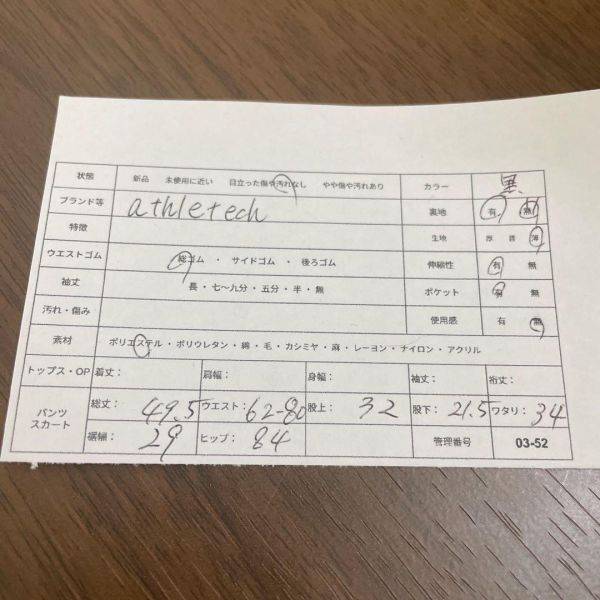 状態 新品 未使用に近い 目立った傷や汚れなし やや傷や汚れあり カラー 黒
ブランド等 athletech 裏地 有 無
特徴 生地 厚 普 薄
ウエストゴム 総ゴム ・ サイドゴム ・ 後ろゴム 伸縮性 有 無
袖丈 長・七～九分・五分・半・無 ポケット 有 無
汚れ・傷み 使用感 有 無
素材 ポリエステル・ポリウレタン・綿・毛・カシミヤ・麻・レーヨン・ナイロン・アクリル
トップス・OP 着丈: 肩幅: 身幅: 袖丈: 裄丈:
パンツ スカート 総丈: 49.5 ウエスト: 62-80 股上: 32 股下: 21.5 ワタリ: 34
裾幅: 29 ヒップ: 84 管理番号 03-52